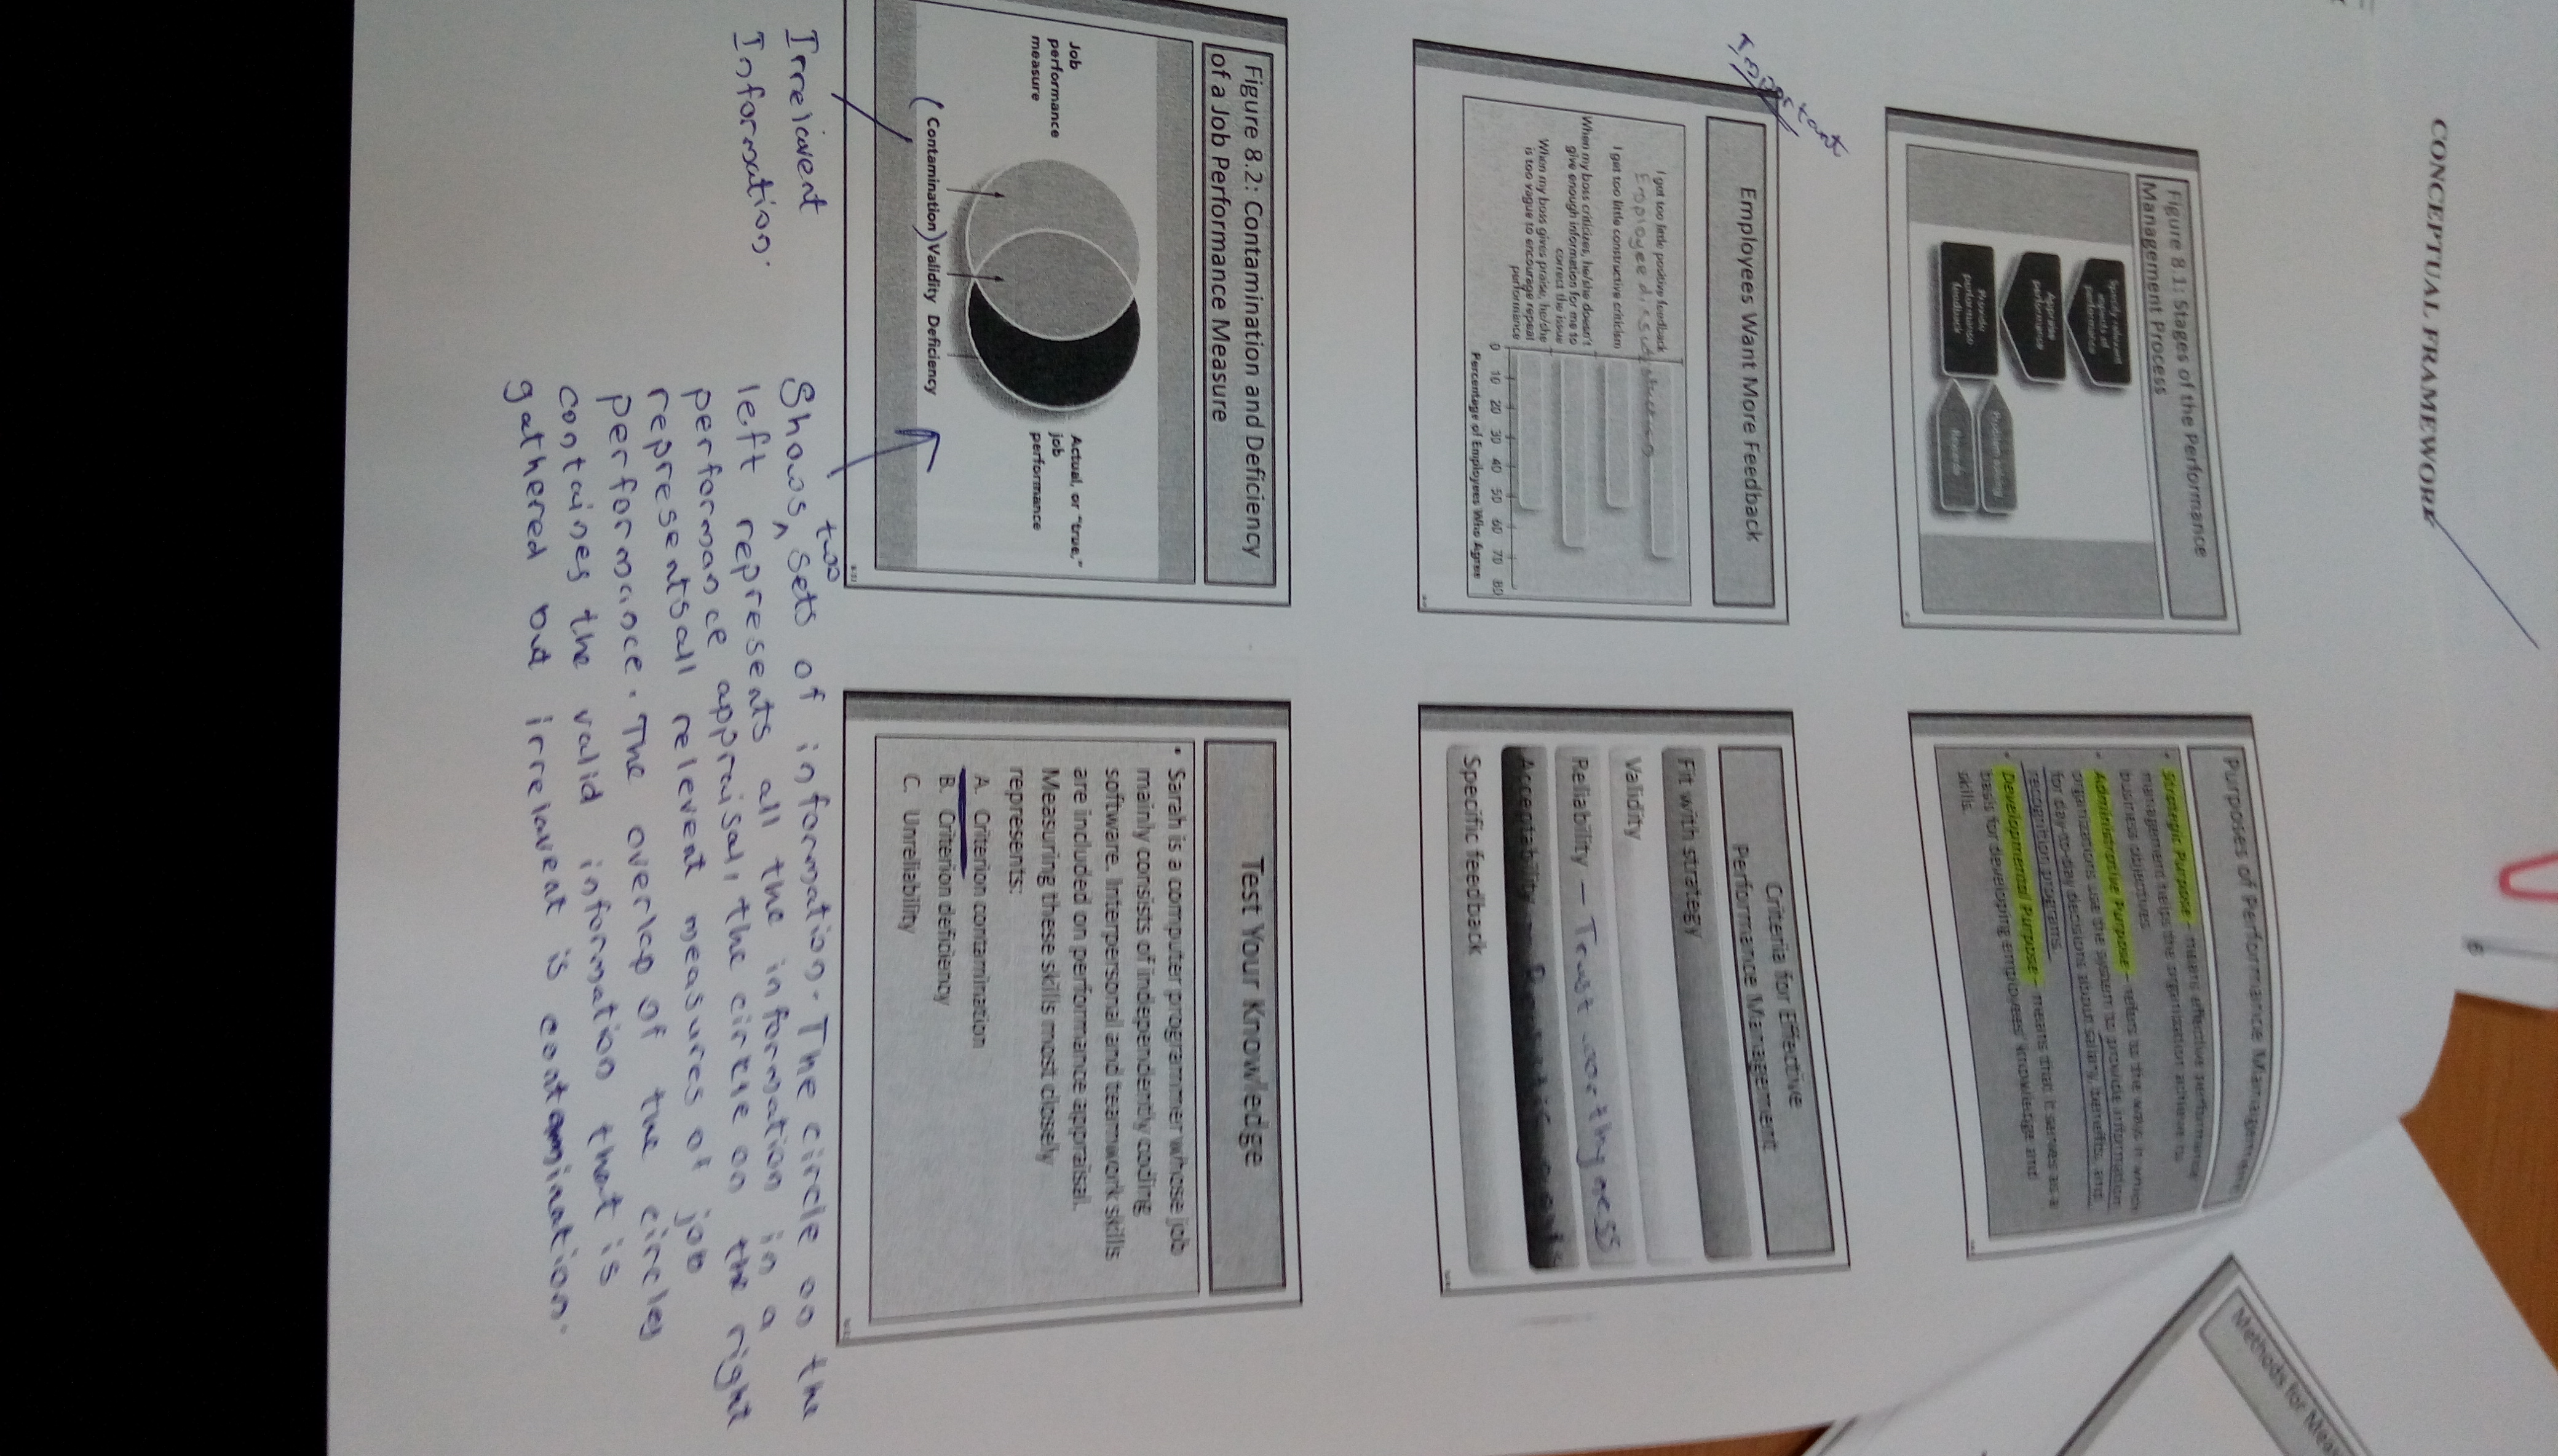 CONCEPTUAL FRAMEWORK
6
Figure 8.1: Stages of the Performance
Management Process
Specify relevant
aspects of
performance
Appraise
performance
Provide
performance
feedback
Problem solving
Rewards
Purposes of Performance Management
• Strategic Purpose - means effective performance
management helps the organization achieve its
business objectives.
• Administrative Purpose – refers to the ways in which
organizations use the system to provide information
for day-to-day decisions about salary, benefits, and
recognition programs.
• Developmental Purpose - means that it serves as a
basis for developing employees' knowledge and
skills.
Important
Employees Want More Feedback
I get too little positive feedback
Employee
I get too little constructive criticism
When my boss criticizes, he/she doesn't
give enough information for me to
correct the issue
When my boss gives praise, he/she
is too vague to encourage repeat
performance
0 10 20 30 40 50 60 70 80
Percentage of Employees Who Agree
Criteria for Effective
Performance Management
Fit with strategy
Validity
Reliability — Trust worthyness
Acceptability
Specific feedback
Figure 8.2: Contamination and Deficiency
of a Job Performance Measure
Job
performance
measure
Actual, or "true,"
job
performance
(Contamination) Validity Deficiency
Test Your Knowledge
• Sarah is a computer programmer whose job
mainly consists of independently coding
software. Interpersonal and teamwork skills
are included on performance appraisal.
Measuring these skills most closely
represents:
A. Criterion contamination
B. Criterion deficiency
C. Unreliability
Irrelavent
Information.
Shows two sets of information. The circle on the
left represents all the information in a
performance appraisal, the circle on the right
represents all relevent measures of job
performance. The overlap of the circles
containes the valid information that is
gathered but irrelavent is contamination.
Methods for